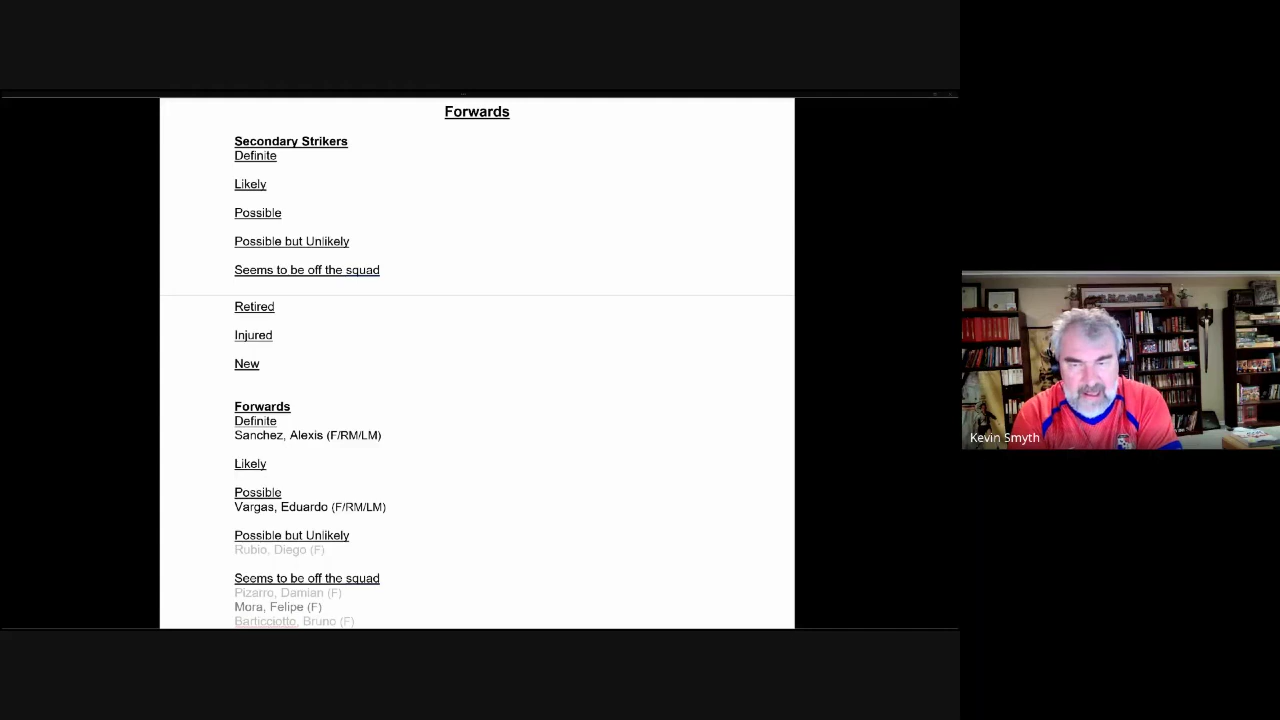 Forwards
Secondary Strikers
Definite
Likely
Possible
Possible but Unlikely
Seems to be off the squad
Retired
Injured
New
Forwards
Definite
Sanchez, Alexis (F/RM/LM)
Likely
Possible
Vargas, Eduardo (F/RM/LM)
Possible but Unlikely
Rubio, Diego (F)
Seems to be off the squad
Pizarro, Damian (F)
Mora, Felipe (F)
Barticciotto, Bruno (F)
Kevin Smyth